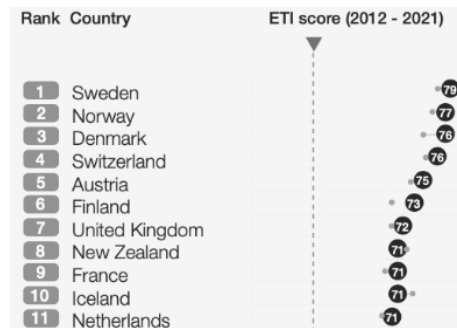 Rank Country ETI score (2012 - 2021)
1 Sweden 79
2 Norway 77
3 Denmark 76
4 Switzerland 76
5 Austria 75
6 Finland 73
7 United Kingdom 72
8 New Zealand 71
9 France 71
10 Iceland 71
11 Netherlands 71